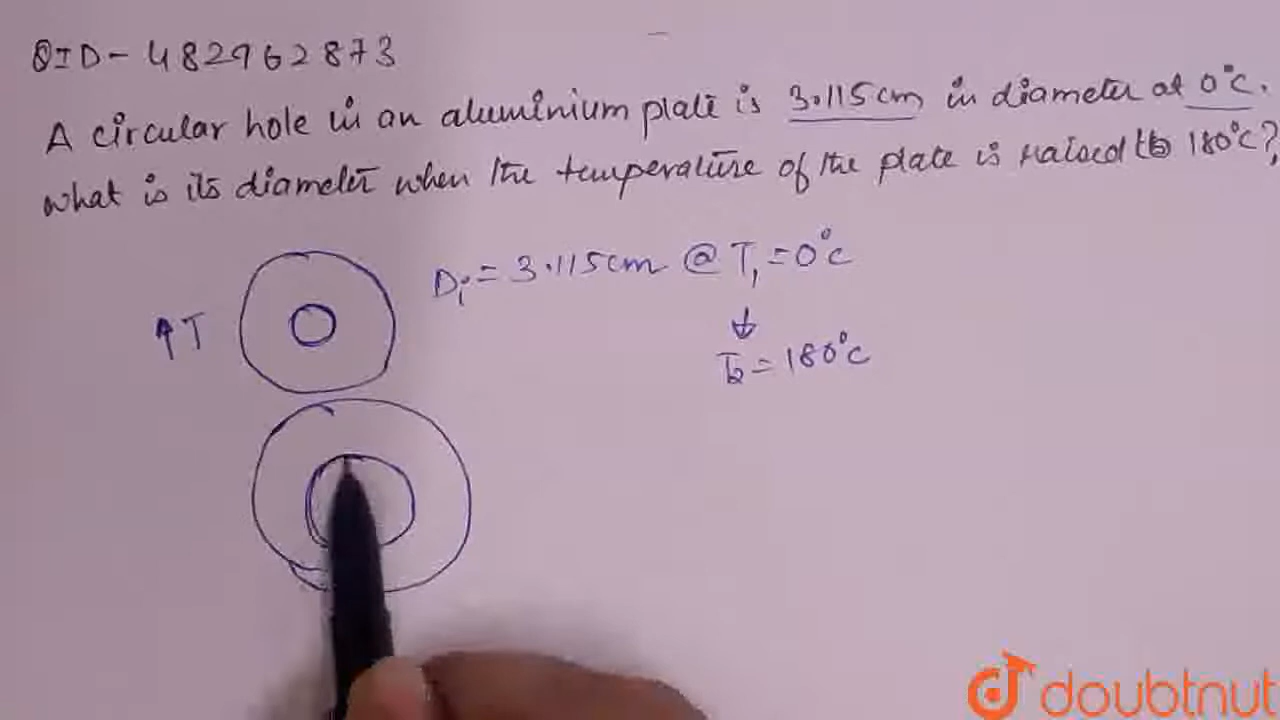 QID - 482962873
A circular hole in an aluminium plate is 3.115cm in diameter at 0°C.
what is its diameter when the temperature of the plate is raised to 180°C?
D₁ = 3.115cm @ T₁ = 0°C
↑T
↓
T₂ = 180°C
doubtnut